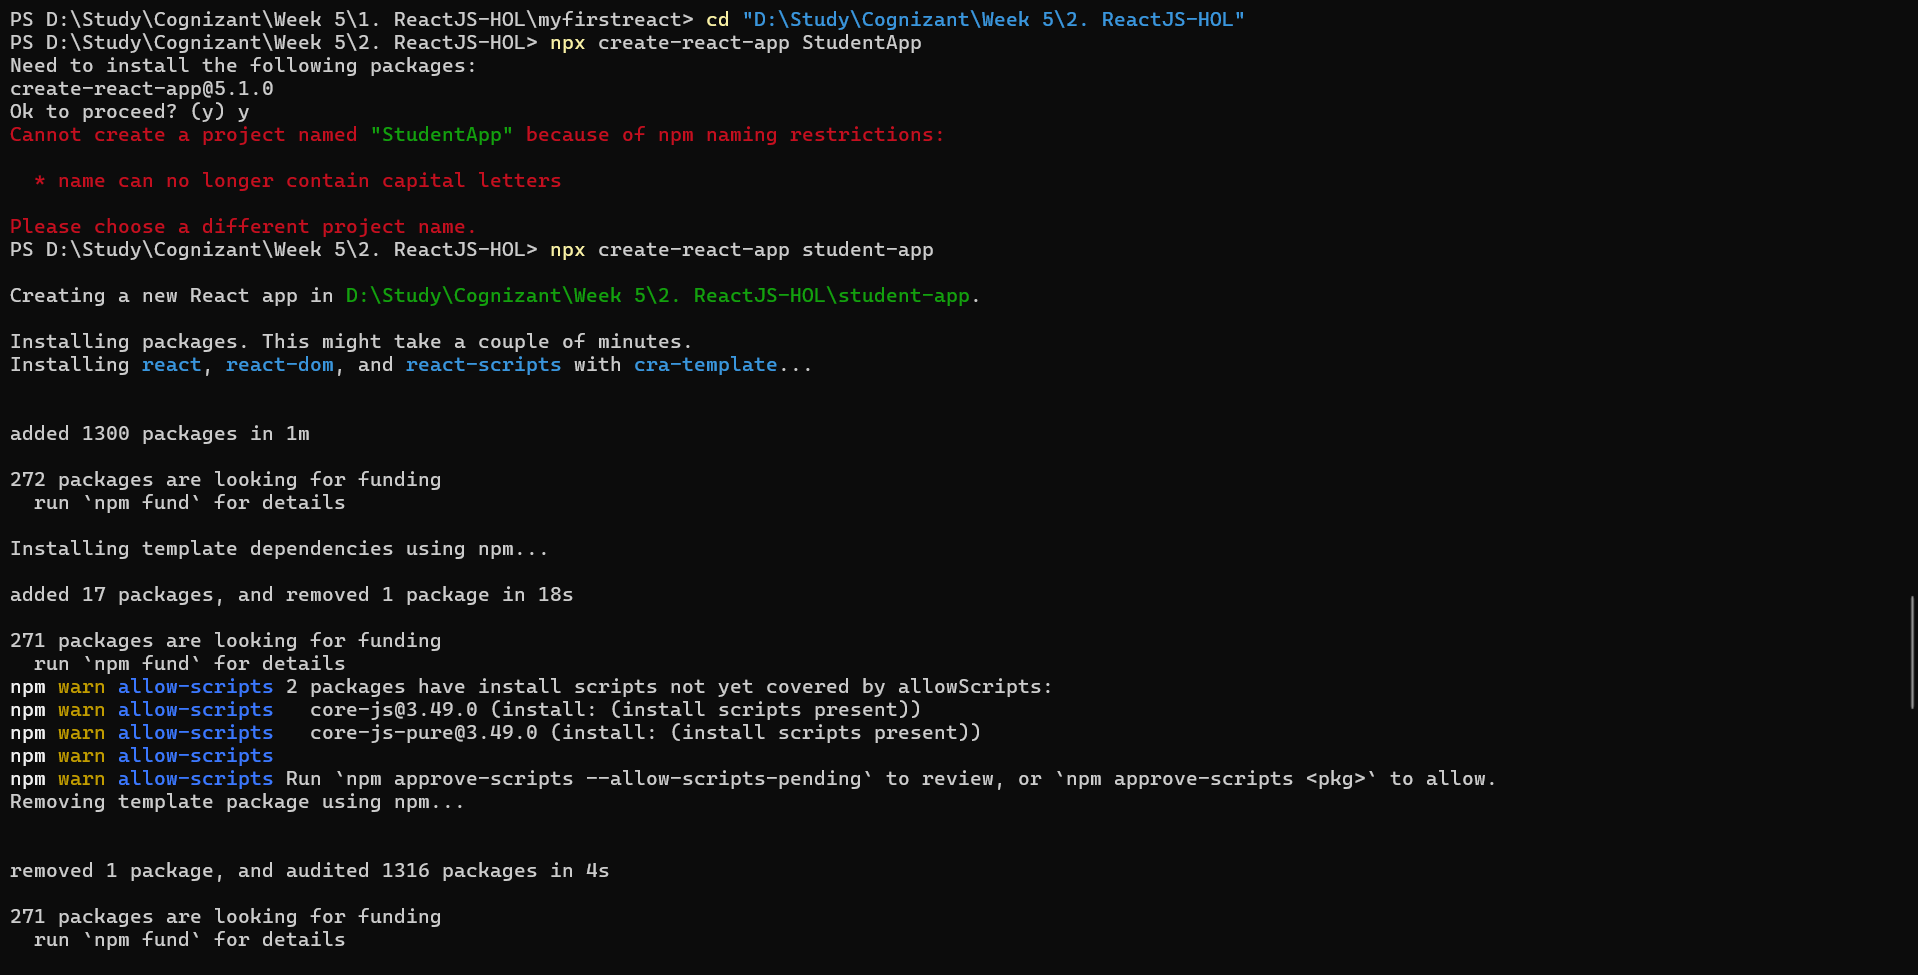 PS D:\Study\Cognizant\Week 5\1. ReactJS-HOL\myfirstreact> cd "D:\Study\Cognizant\Week 5\2. ReactJS-HOL"
PS D:\Study\Cognizant\Week 5\2. ReactJS-HOL> npx create-react-app StudentApp
Need to install the following packages:
create-react-app@5.1.0
Ok to proceed? (y) y
Cannot create a project named "StudentApp" because of npm naming restrictions:
  * name can no longer contain capital letters
Please choose a different project name.
PS D:\Study\Cognizant\Week 5\2. ReactJS-HOL> npx create-react-app student-app
Creating a new React app in D:\Study\Cognizant\Week 5\2. ReactJS-HOL\student-app.
Installing packages. This might take a couple of minutes.
Installing react, react-dom, and react-scripts with cra-template...
added 1300 packages in 1m
272 packages are looking for funding
  run `npm fund` for details
Installing template dependencies using npm...
added 17 packages, and removed 1 package in 18s
271 packages are looking for funding
  run `npm fund` for details
npm warn allow-scripts 2 packages have install scripts not yet covered by allowScripts:
npm warn allow-scripts   core-js@3.49.0 (install: (install scripts present))
npm warn allow-scripts   core-js-pure@3.49.0 (install: (install scripts present))
npm warn allow-scripts
npm warn allow-scripts Run `npm approve-scripts --allow-scripts-pending` to review, or `npm approve-scripts <pkg>` to allow.
Removing template package using npm...
removed 1 package, and audited 1316 packages in 4s
271 packages are looking for funding
  run `npm fund` for details